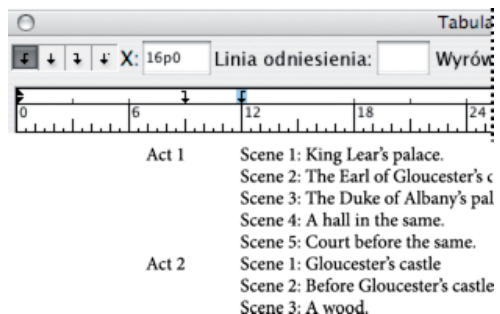 Tabula
X: 16p0 Linia odniesienia: Wyrów
0 6 12 18 24
Act 1 Scene 1: King Lear's palace.
Scene 2: The Earl of Gloucester's c
Scene 3: The Duke of Albany's pal
Scene 4: A hall in the same.
Scene 5: Court before the same.
Act 2 Scene 1: Gloucester's castle
Scene 2: Before Gloucester's castle
Scene 3: A wood.